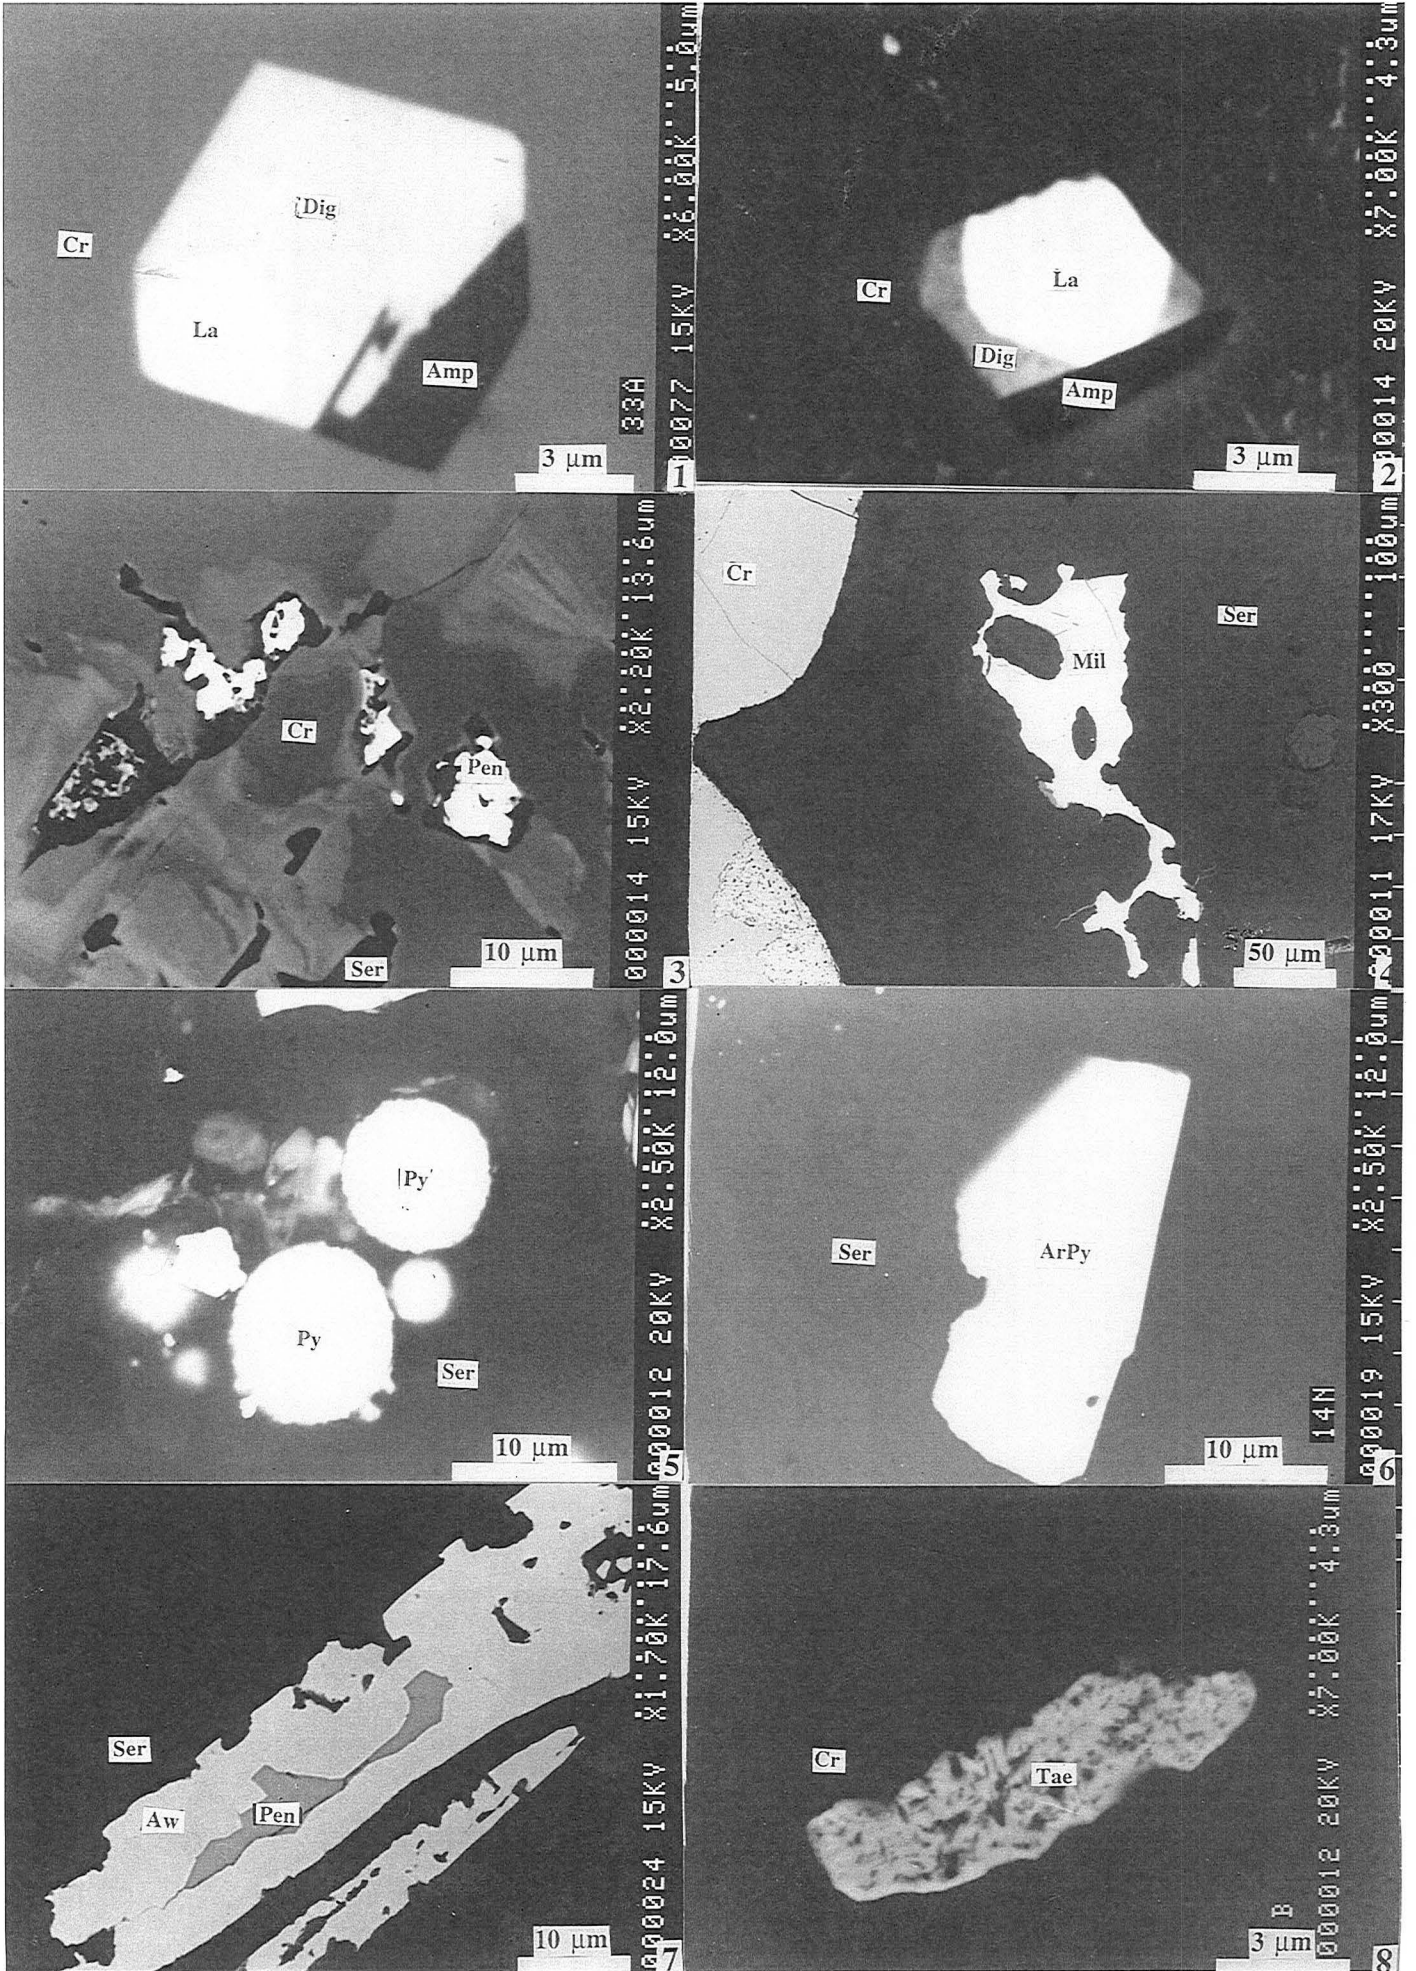 Dig
Cr
La
Amp
33A
3 µm
1
00077 15KV X6.00K 5.0um
La
Cr
Dig
Amp
3 µm
2
00014 20KV X7.00K 4.3um
Cr
Pen
Ser
10 µm
3
000014 15KV X2.20K 13.6um
Cr
Ser
Mil
50 µm
000011 17KV X300 100um
Py
Py
Ser
10 µm
5
000012 20KV X2.50K 12.0um
Ser
ArPy
14N
10 µm
6
000019 15KV X2.50K 12.0um
Ser
Aw
Pen
10 µm
7
000024 15KV X1.70K 17.6um
Cr
Tae
B
3 µm
8
000012 20KV X7.00K 4.3um